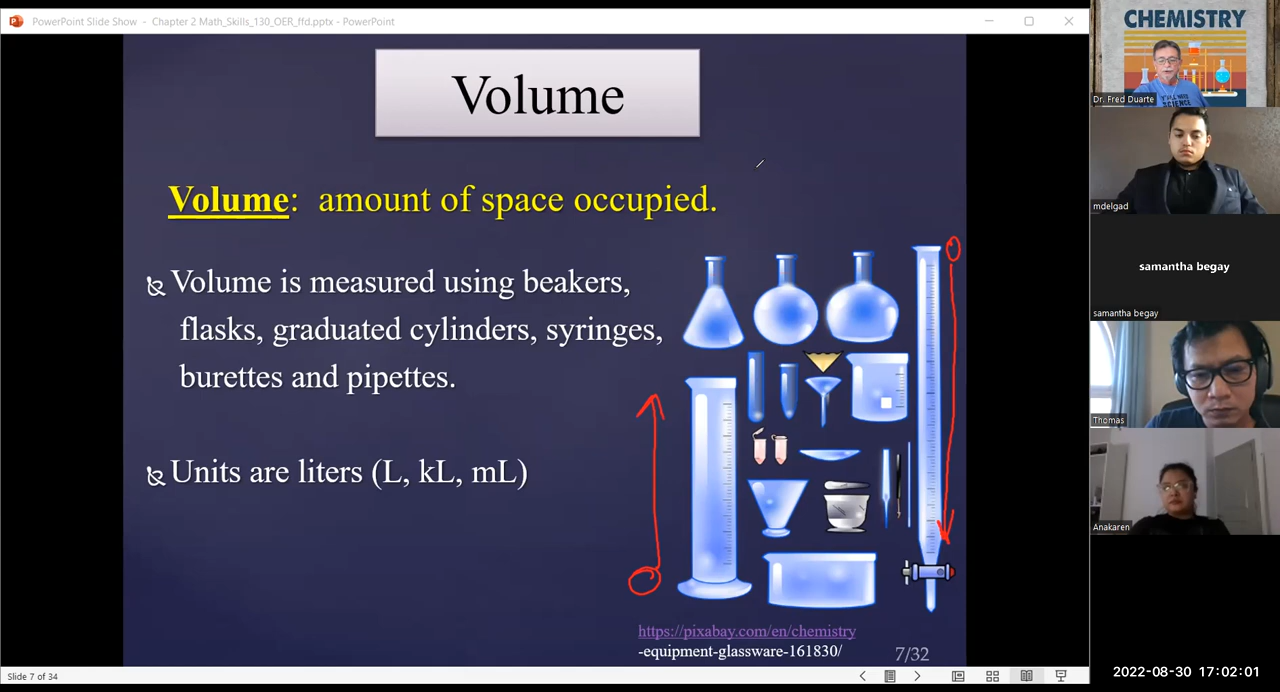 PowerPoint Slide Show - Chapter 2 Math_Skills_130_OER_ffd.pptx - PowerPoint
Volume
Volume: amount of space occupied.
Volume is measured using beakers,
flasks, graduated cylinders, syringes,
burettes and pipettes.
Units are liters (L, kL, mL)
0
0
https://pixabay.com/en/chemistry
-equipment-glassware-161830/
7/32
Slide 7 of 34
CHEMISTRY
SCIENCE
Dr. Fred Duarte
mdelgad
samantha begay
samantha begay
Thomas
Anakaren
2022-08-30 17:02:01